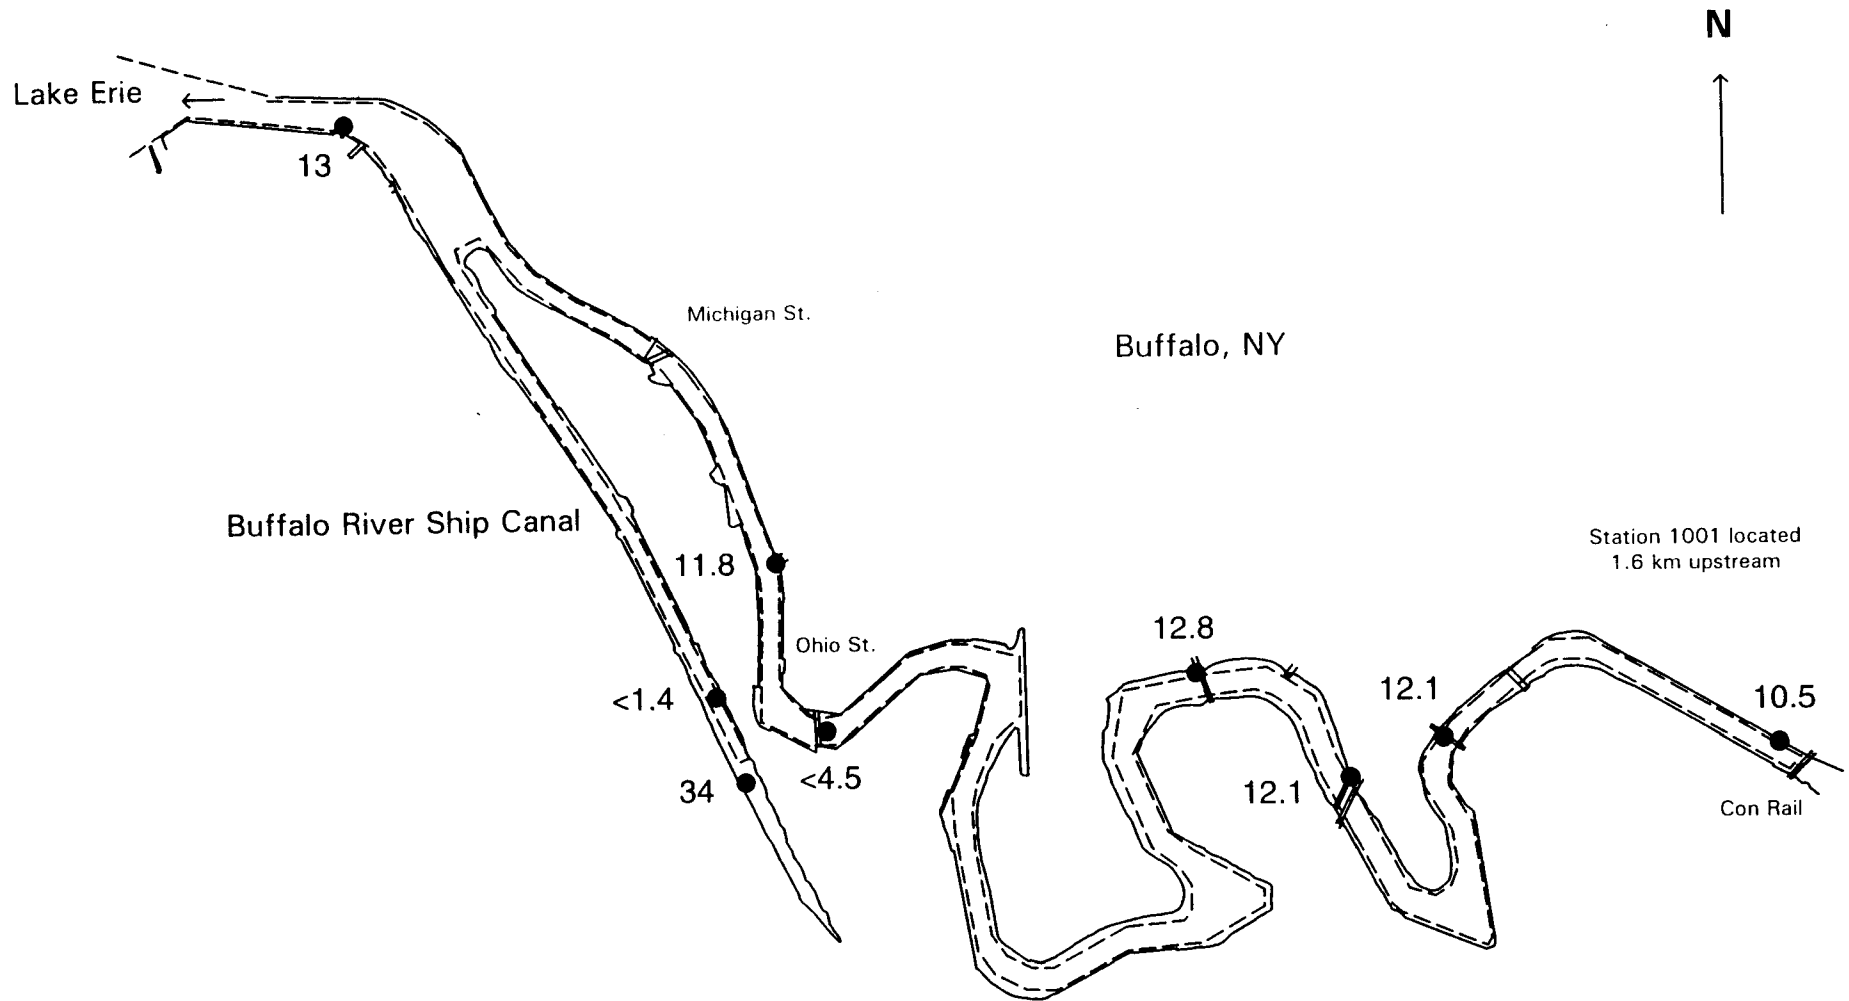 N
Lake Erie
13
Michigan St.
Buffalo, NY
Buffalo River Ship Canal
Station 1001 located
1.6 km upstream
11.8
Ohio St.
12.8
<1.4
12.1
10.5
<4.5
34
12.1
Con Rail